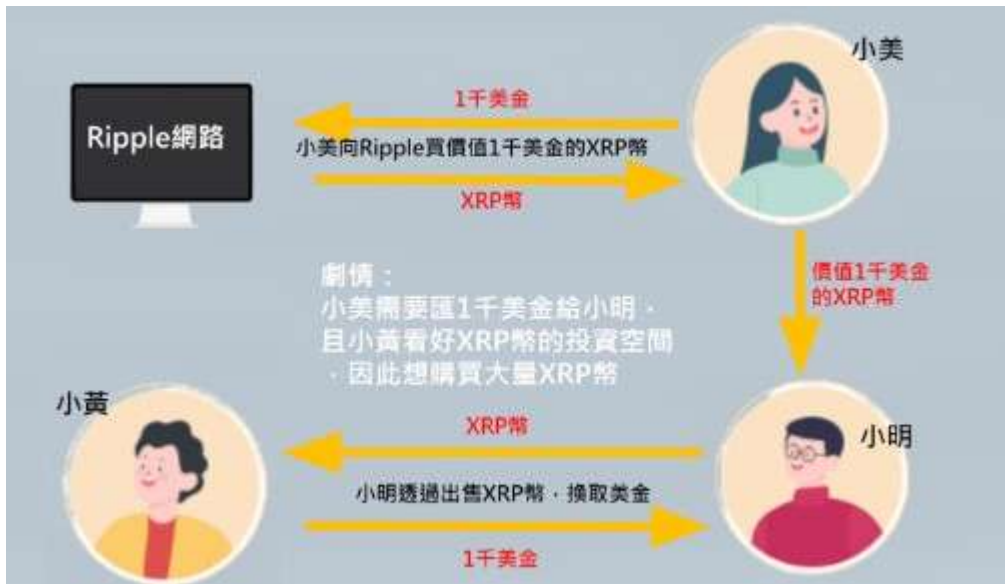 小美
1千美金
Ripple網路
小美向Ripple買價值1千美金的XRP幣
XRP幣
價值1千美金
的XRP幣
劇情：
小美需要匯1千美金給小明，
且小黃看好XRP幣的投資空間
，因此想購買大量XRP幣
小黃
XRP幣
小明
小明透過出售XRP幣，換取美金
1千美金